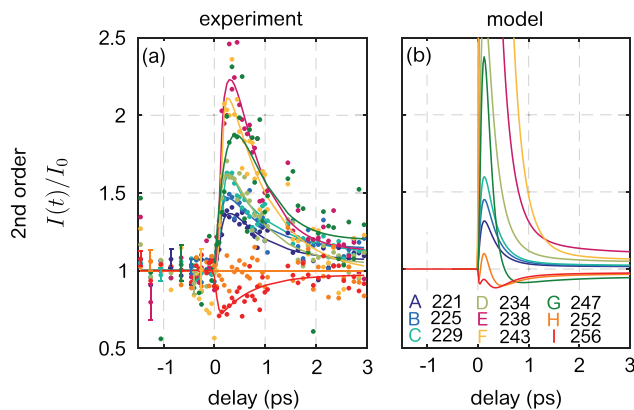 experiment
model
2nd order
I(t)/I₀
(a)
2.5
2
1.5
1
0.5
-1 0 1 2 3
delay (ps)
(b)
A 221 D 234 G 247
B 225 E 238 H 252
C 229 F 243 I 256
-1 0 1 2 3
delay (ps)